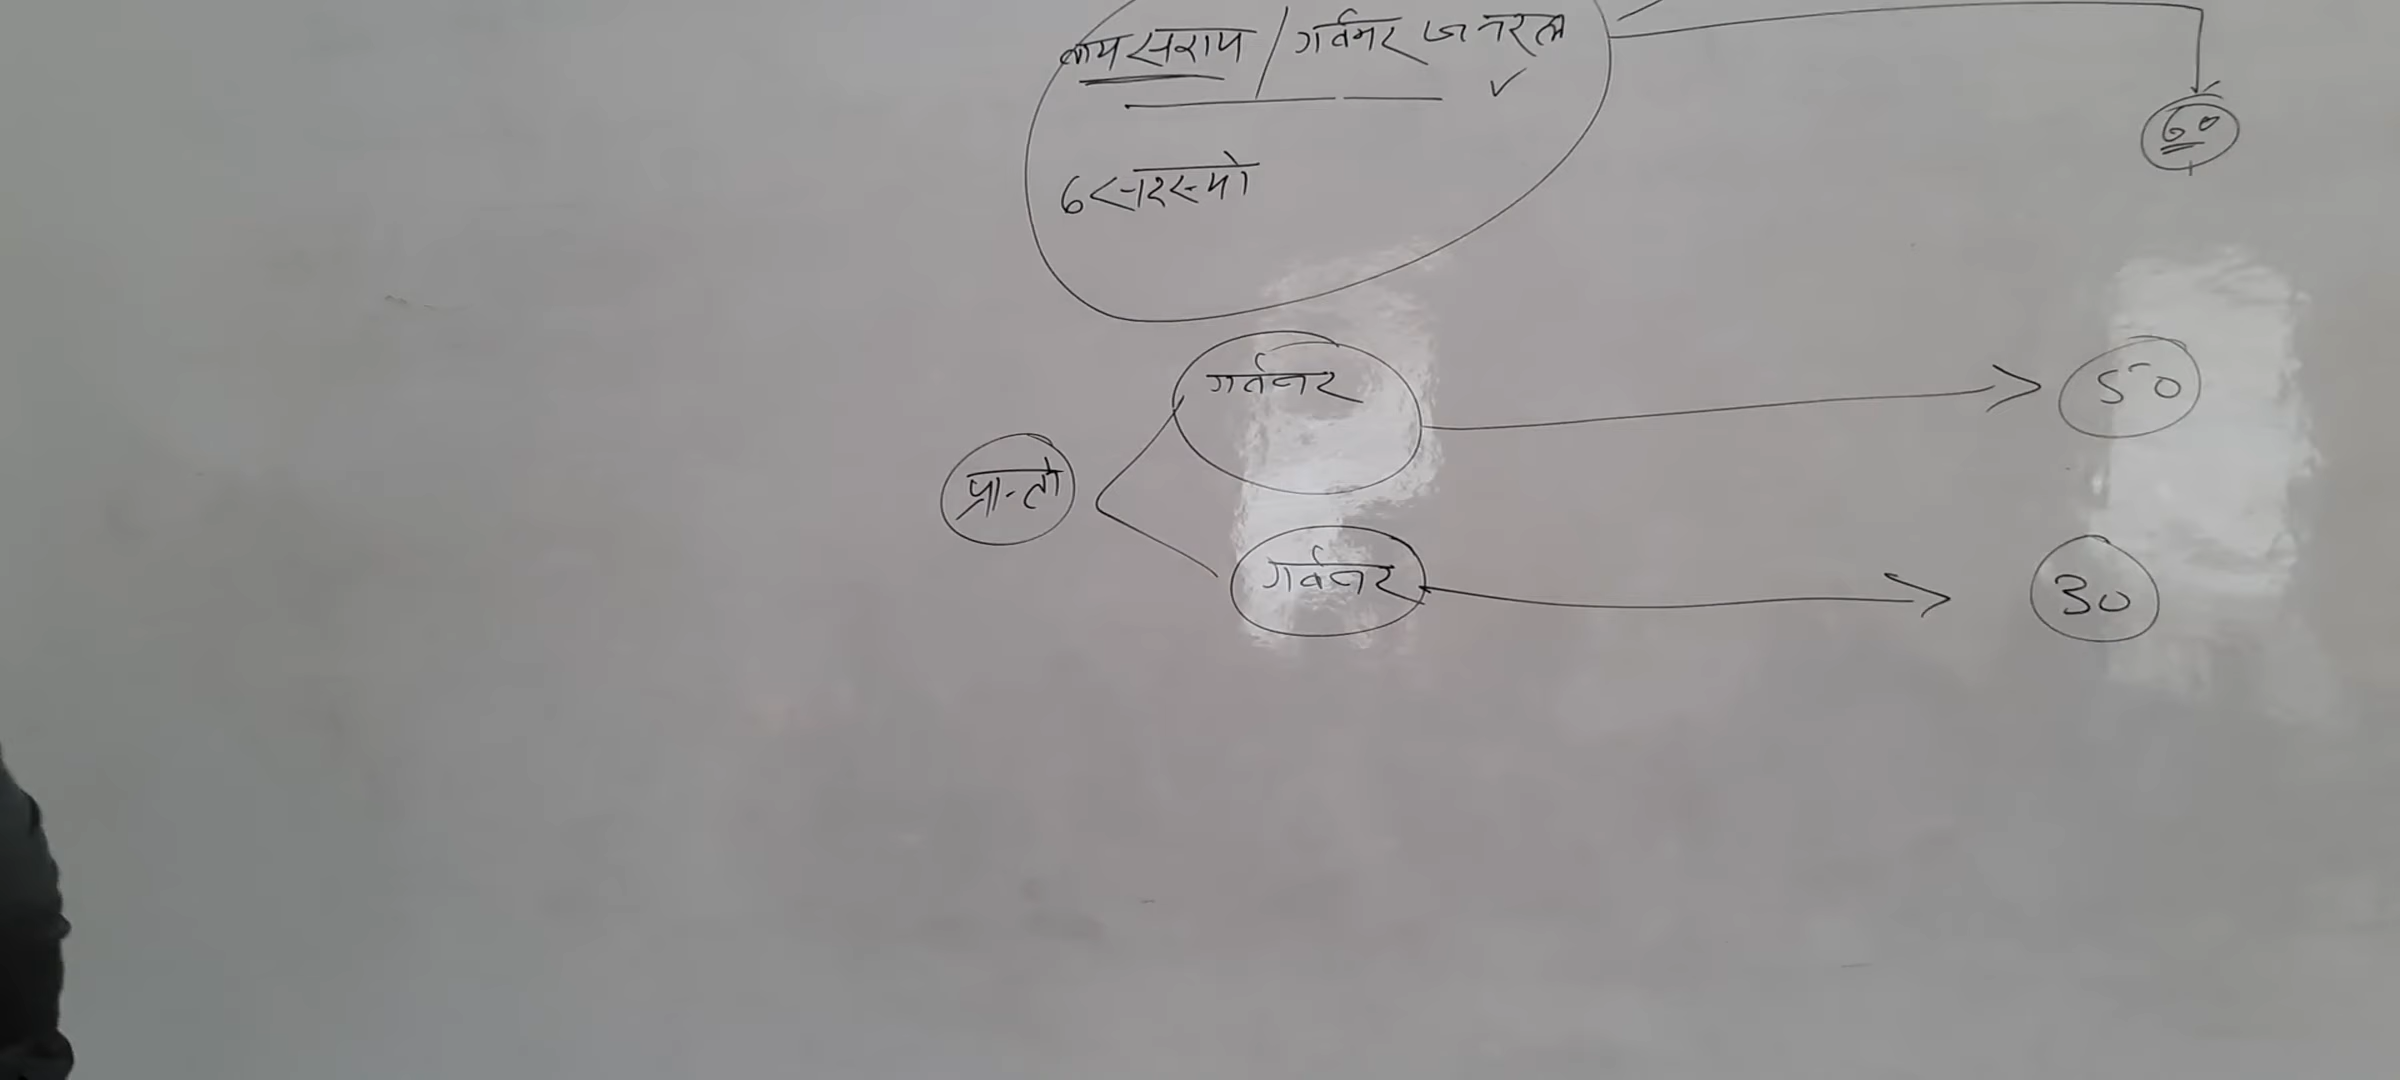 वायसराय / गर्वनर जनरल
60
6 सदस्यो
गर्वनर
50
प्रान्तो
गर्वनर
30